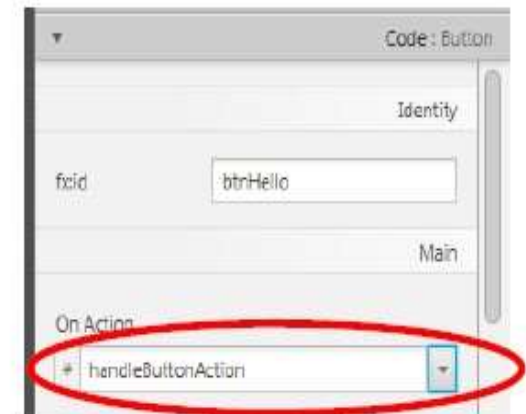 Code : Button
Identity
fx:id btnHello
Main
On Action
# handleButtonAction